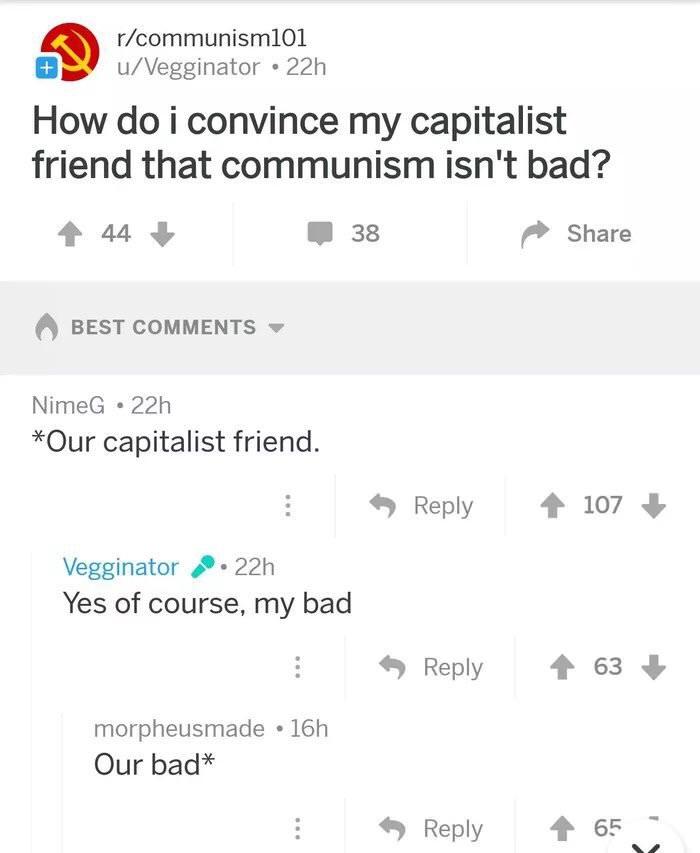 r/communism101
u/Vegginator • 22h
How do i convince my capitalist
friend that communism isn't bad?
44
38
Share
BEST COMMENTS
NimeG • 22h
*Our capitalist friend.
Reply
107
Vegginator • 22h
Yes of course, my bad
Reply
63
morpheusmade • 16h
Our bad*
Reply
65